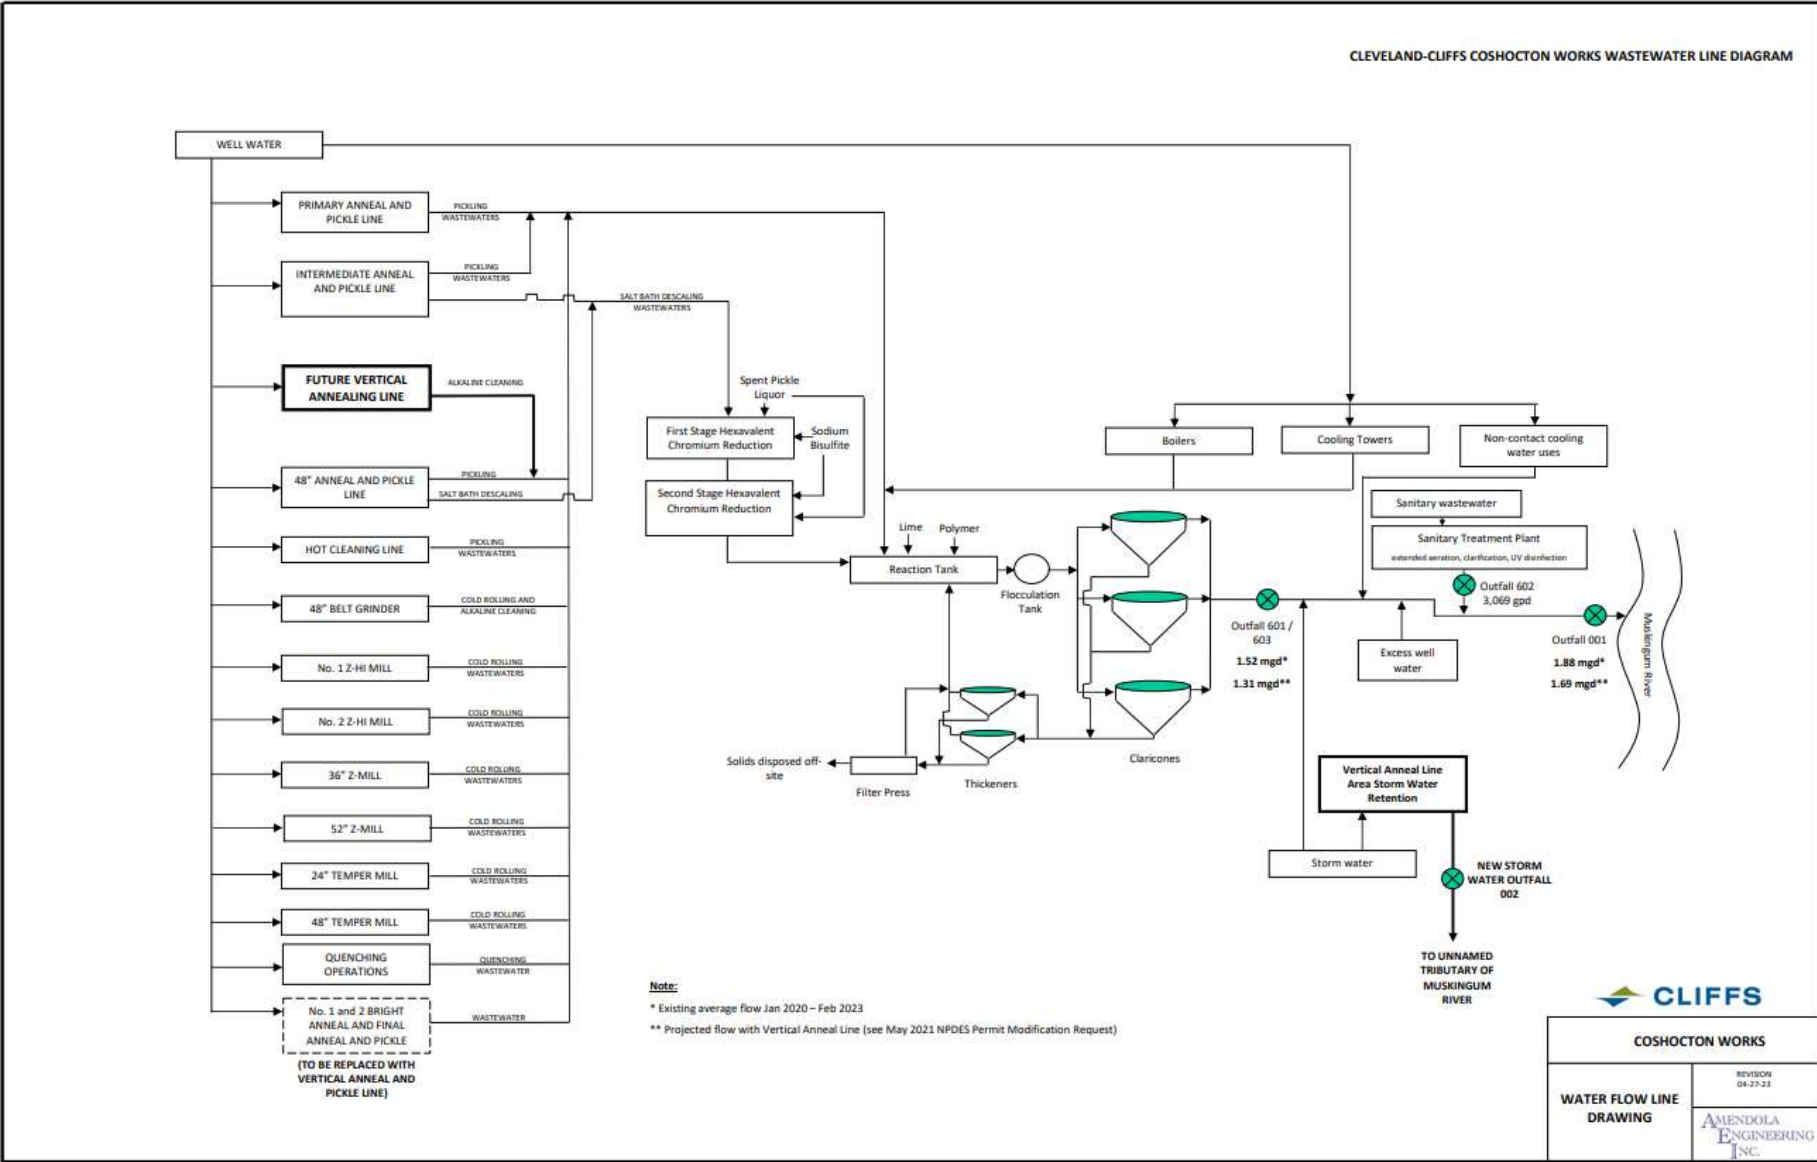 CLEVELAND-CLIFFS COSHOCTON WORKS WASTEWATER LINE DIAGRAM
WELL WATER
PRIMARY ANNEAL AND
PICKLE LINE
PICKLING
WASTEWATERS
INTERMEDIATE ANNEAL
AND PICKLE LINE
PICKLING
WASTEWATERS
SALT BATH DESCALING
WASTEWATERS
FUTURE VERTICAL
ANNEALING LINE
ALKALINE CLEANING
48" ANNEAL AND PICKLE
LINE
PICKLING
SALT BATH DESCALING
HOT CLEANING LINE
PICKLING
WASTEWATERS
48" BELT GRINDER
COLD ROLLING AND
ALKALINE CLEANING
No. 1 Z-HI MILL
COLD ROLLING
WASTEWATERS
No. 2 Z-HI MILL
COLD ROLLING
WASTEWATERS
36" Z-MILL
COLD ROLLING
WASTEWATERS
52" Z-MILL
COLD ROLLING
WASTEWATERS
24" TEMPER MILL
COLD ROLLING
WASTEWATERS
48" TEMPER MILL
COLD ROLLING
WASTEWATERS
QUENCHING
OPERATIONS
QUENCHING
WASTEWATER
No. 1 and 2 BRIGHT
ANNEAL AND FINAL
ANNEAL AND PICKLE
WASTEWATER
(TO BE REPLACED WITH
VERTICAL ANNEAL AND
PICKLE LINE)
Spent Pickle
Liquor
First Stage Hexavalent
Chromium Reduction
Sodium
Bisulfite
Second Stage Hexavalent
Chromium Reduction
Lime
Polymer
Reaction Tank
Flocculation
Tank
Claricones
Thickeners
Filter Press
Solids disposed off-
site
Boilers
Cooling Towers
Non-contact cooling
water uses
Sanitary wastewater
Sanitary Treatment Plant
extended aeration, clarification, UV disinfection
Outfall 602
3,069 gpd
Outfall 601 /
603
1.52 mgd*
1.31 mgd**
Excess well
water
Outfall 001
1.88 mgd*
1.69 mgd**
Muskingum River
Vertical Anneal Line
Area Storm Water
Retention
Storm water
NEW STORM
WATER OUTFALL
002
TO UNNAMED
TRIBUTARY OF
MUSKINGUM
RIVER
Note:
* Existing average flow Jan 2020 – Feb 2023
** Projected flow with Vertical Anneal Line (see May 2021 NPDES Permit Modification Request)
CLIFFS
COSHOCTON WORKS
WATER FLOW LINE
DRAWING
REVISION
04-27-23
AMENDOLA
ENGINEERING
INC.